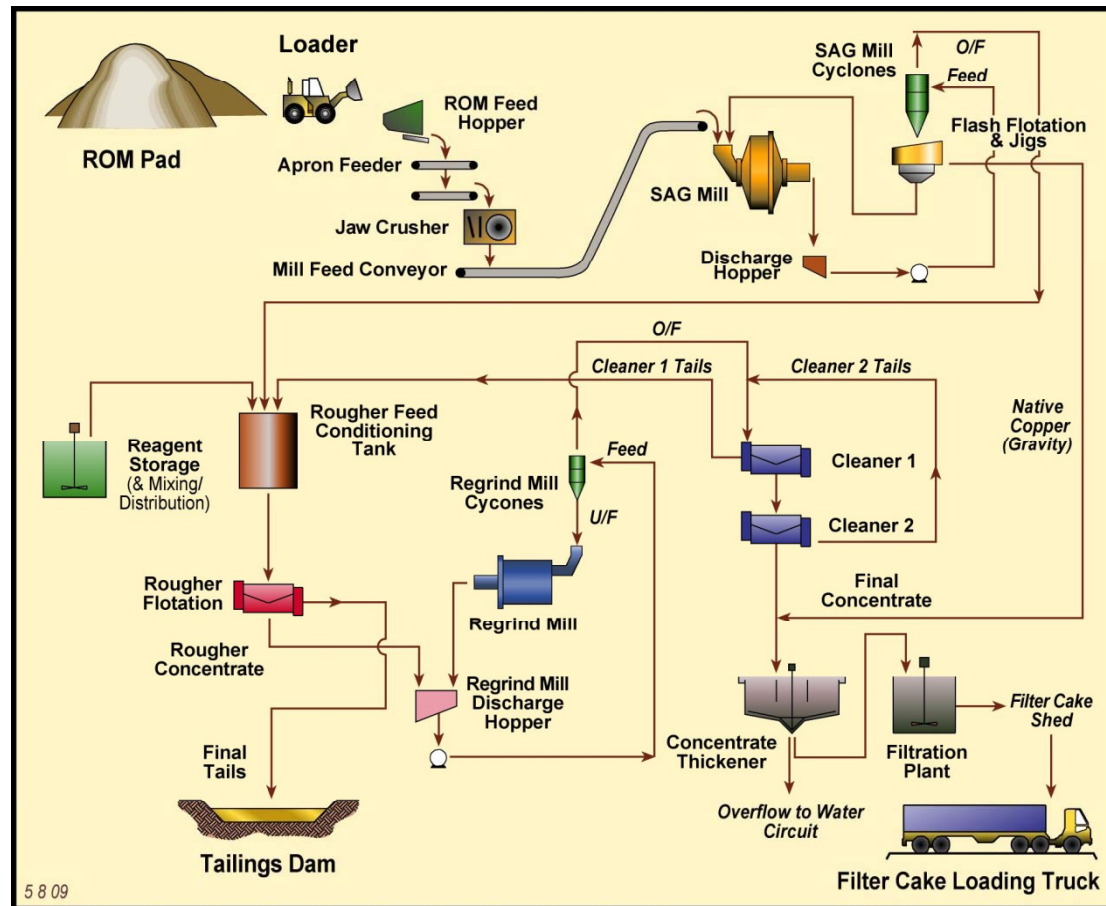 Loader
ROM Pad
ROM Feed
Hopper
Apron Feeder
Jaw Crusher
Mill Feed Conveyor
SAG Mill
SAG Mill
Cyclones
O/F
Feed
Flash Flotation
& Jigs
Discharge
Hopper
O/F
Cleaner 1 Tails
Cleaner 2 Tails
Native
Copper
(Gravity)
Rougher Feed
Conditioning
Tank
Reagent
Storage
(& Mixing/
Distribution)
Feed
Regrind Mill
Cycones
U/F
Cleaner 1
Cleaner 2
Rougher
Flotation
Regrind Mill
Final
Concentrate
Rougher
Concentrate
Regrind Mill
Discharge
Hopper
Final
Tails
Concentrate
Thickener
Filtration
Plant
Filter Cake
Shed
Overflow to Water
Circuit
Tailings Dam
Filter Cake Loading Truck
5 8 09